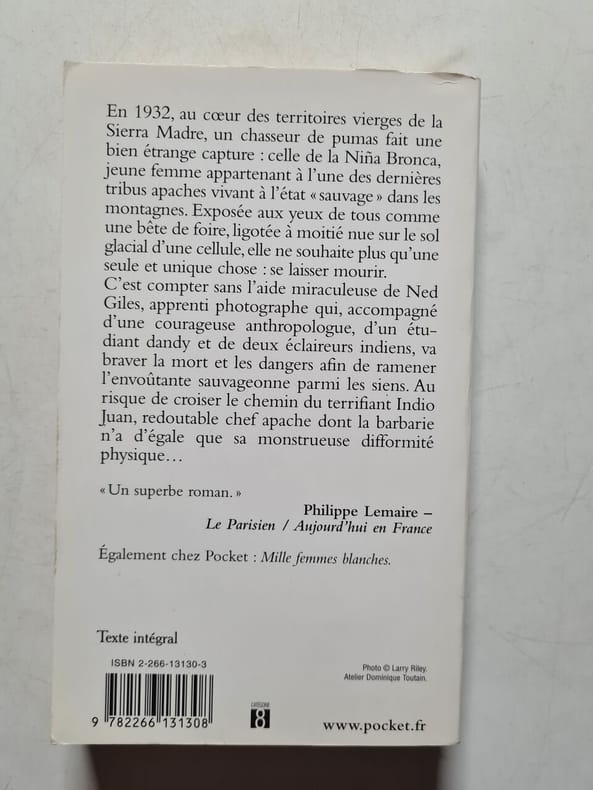 En 1932, au cœur des territoires vierges de la
Sierra Madre, un chasseur de pumas fait une
bien étrange capture : celle de la Niña Bronca,
jeune femme appartenant à l'une des dernières
tribus apaches vivant à l'état « sauvage » dans les
montagnes. Exposée aux yeux de tous comme
une bête de foire, ligotée à moitié nue sur le sol
glacial d'une cellule, elle ne souhaite plus qu'une
seule et unique chose : se laisser mourir.
C'est compter sans l'aide miraculeuse de Ned
Giles, apprenti photographe qui, accompagné
d'une courageuse anthropologue, d'un étu-
diant dandy et de deux éclaireurs indiens, va
braver la mort et les dangers afin de ramener
l'envoûtante sauvageonne parmi les siens. Au
risque de croiser le chemin du terrifiant Indio
Juan, redoutable chef apache dont la barbarie
n'a d'égale que sa monstrueuse difformité
physique…
« Un superbe roman. »
Philippe Lemaire –
Le Parisien / Aujourd'hui en France
Également chez Pocket : Mille femmes blanches.
Texte intégral
ISBN 2-266-13130-3
9 782266 131308
CATÉGORIE
8
Photo © Larry Riley.
Atelier Dominique Toutain.
www.pocket.fr